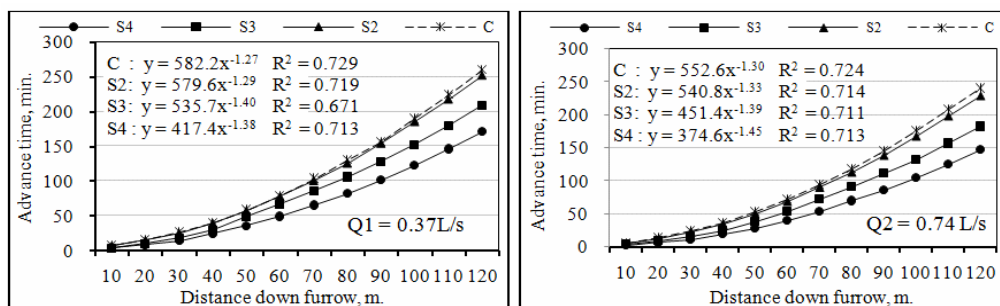 S4 S3 S2 C
300
250
200
150
100
50
0
C : y = 582.2x-1.27 R2 = 0.729
S2: y = 579.6x-1.29 R2 = 0.719
S3: y = 535.7x-1.40 R2 = 0.671
S4: y = 417.4x-1.38 R2 = 0.713
Q1 = 0.37L/s
10 20 30 40 50 60 70 80 90 100 110 120
Distance down furrow, m.
Advance time, min.
S4 S3 S2 C
300
250
200
150
100
50
0
C : y = 552.6x-1.30 R2 = 0.724
S2: y = 540.8x-1.33 R2 = 0.714
S3: y = 451.4x-1.39 R2 = 0.711
S4: y = 374.6x-1.45 R2 = 0.713
Q2 = 0.74 L/s
10 20 30 40 50 60 70 80 90 100 110 120
Distance down furrow, m.
Advance time, min.